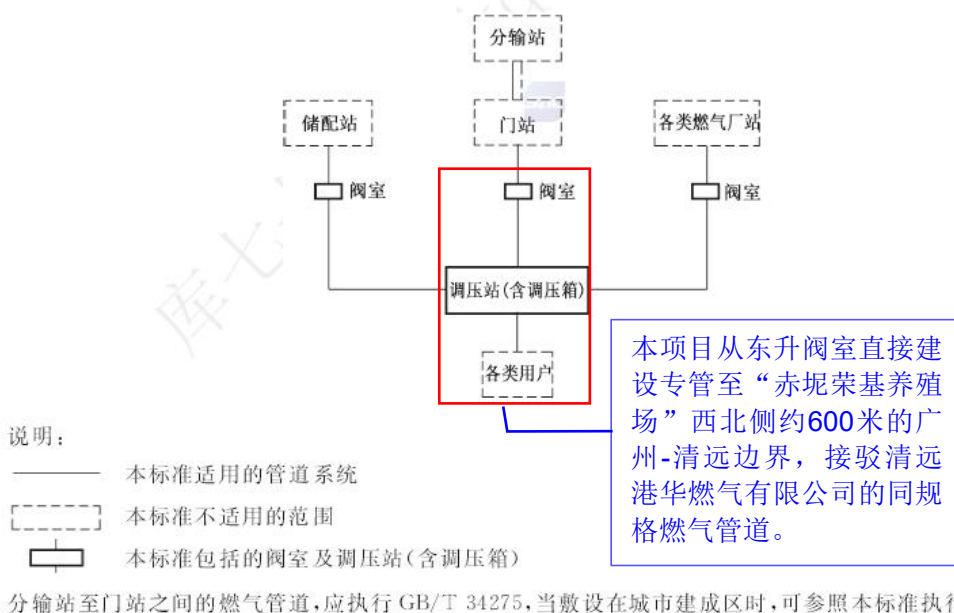 分输站
储配站
门站
各类燃气厂站
阀室
阀室
阀室
调压站(含调压箱)
各类用户
本项目从东升阀室直接建
设专管至“赤坭荣基养殖
场”西北侧约600米的广
州-清远边界，接驳清远
港华燃气有限公司的同规
格燃气管道。
说明：
本标准适用的管道系统
本标准不适用的范围
本标准包括的阀室及调压站(含调压箱)
分输站至门站之间的燃气管道,应执行 GB/T 34275,当敷设在城市建成区时,可参照本标准执行